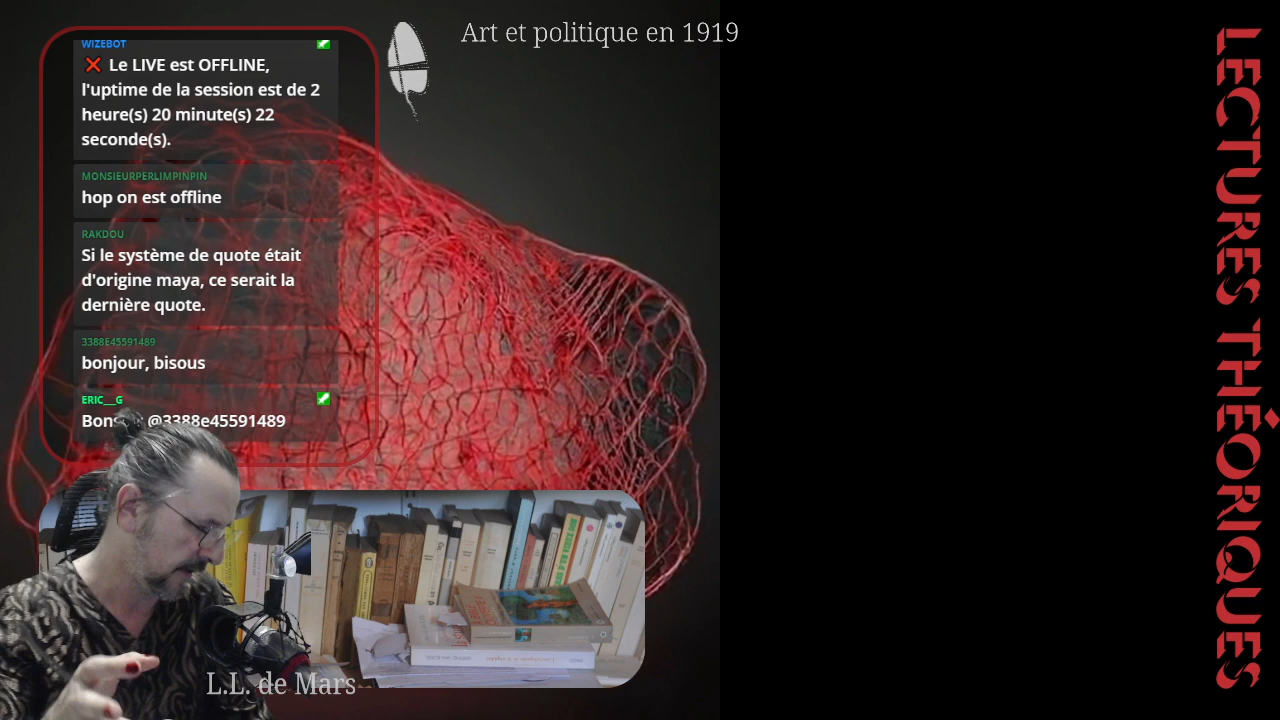 Art et politique en 1919
WIZEBOT
Le LIVE est OFFLINE,
l'uptime de la session est de 2
heure(s) 20 minute(s) 22
seconde(s).
MONSIEURPERLIMPINPIN
hop on est offline
RAKDOU
Si le système de quote était
d'origine maya, ce serait la
dernière quote.
3388E45591489
bonjour, bisous
ERIC__G
@3388e45591489
L.L. de Mars
LECTURES THÉORIQUES